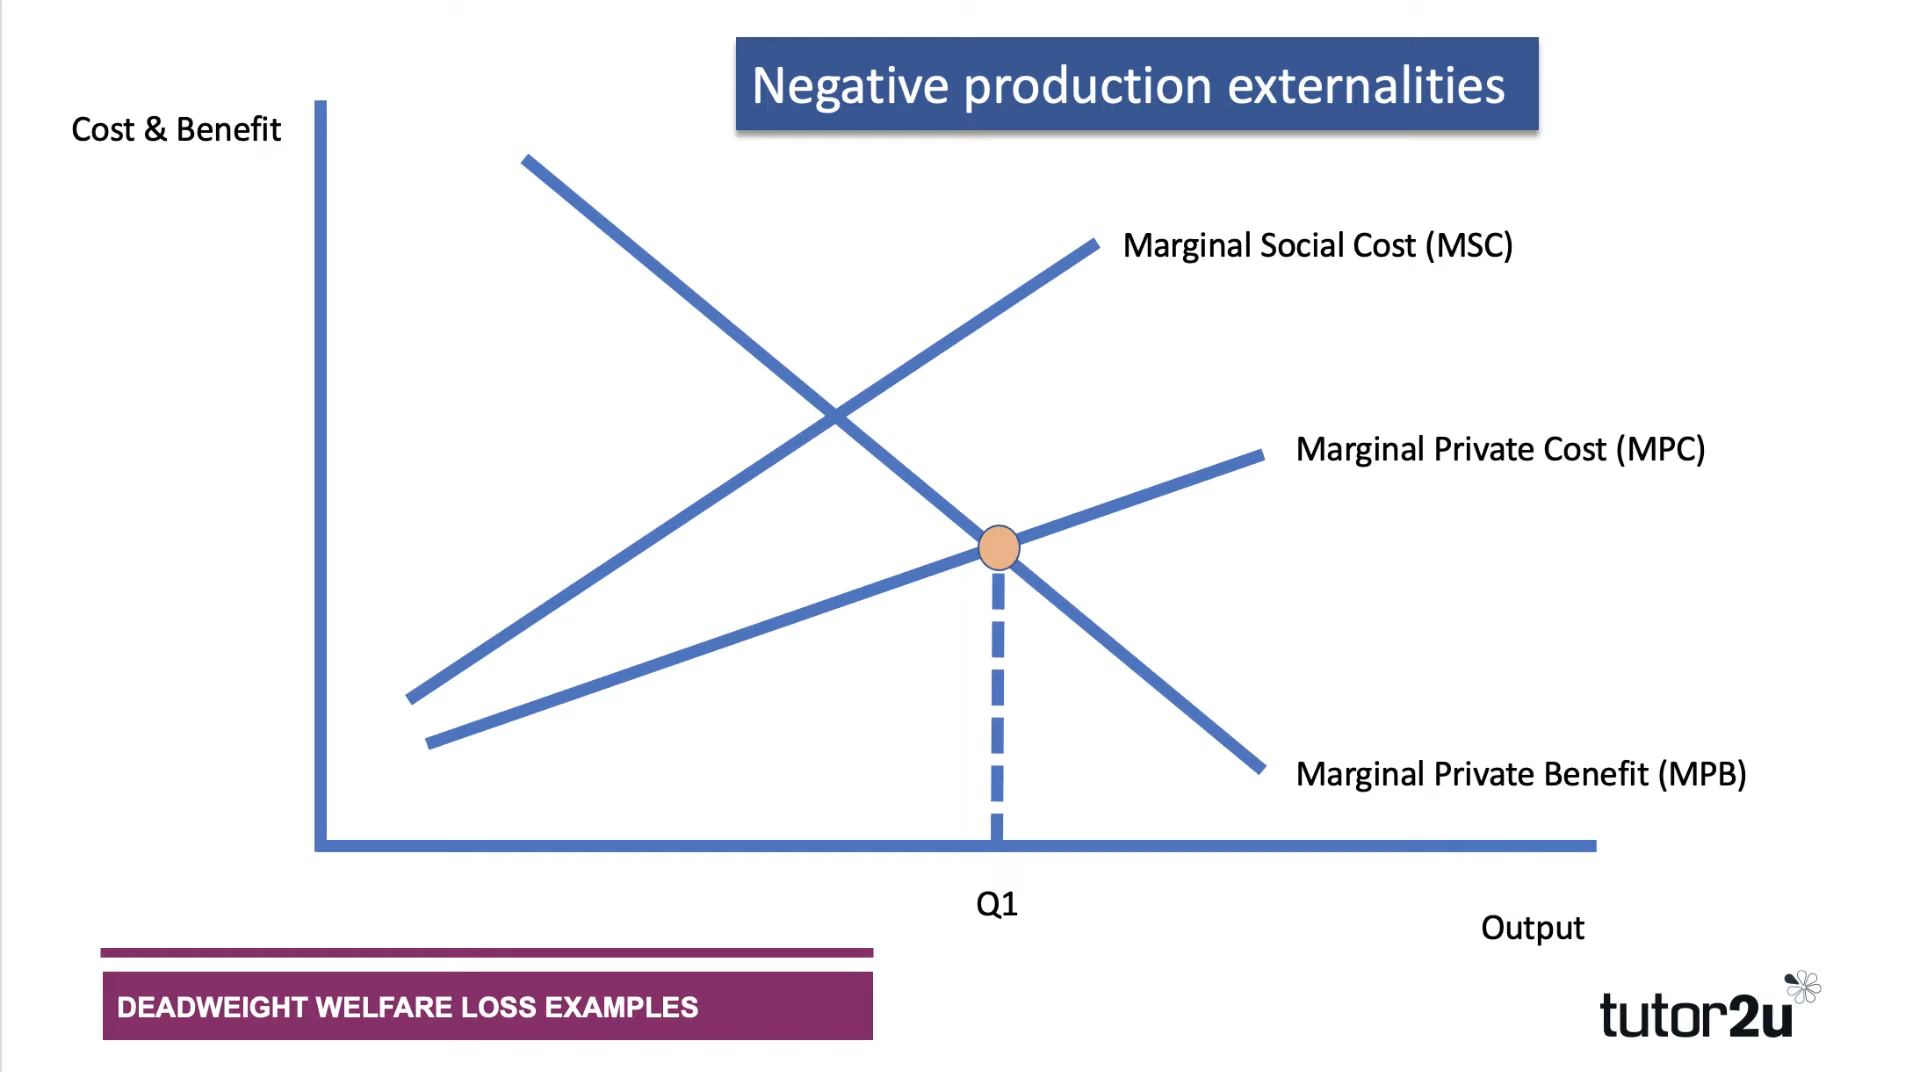 Negative production externalities
Cost & Benefit
Marginal Social Cost (MSC)
Marginal Private Cost (MPC)
Marginal Private Benefit (MPB)
Q1
Output
DEADWEIGHT WELFARE LOSS EXAMPLES
tutor2u